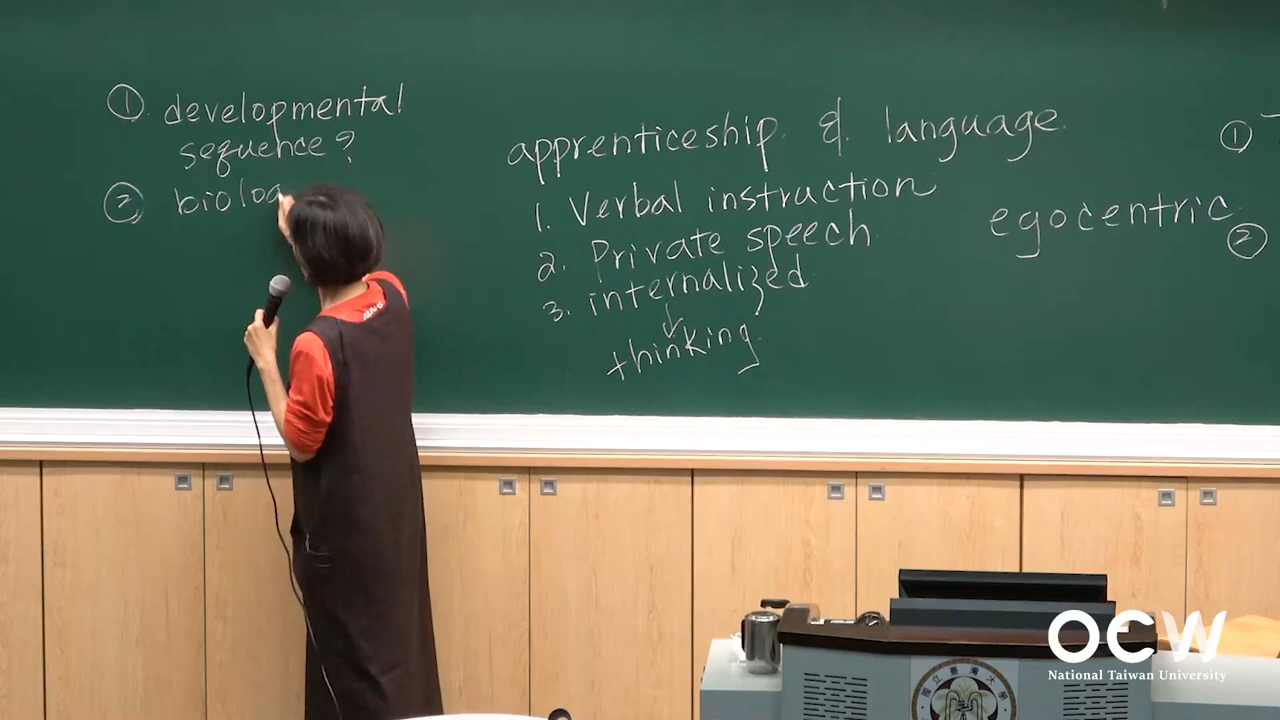 ① developmental
sequence?
② biolog
apprenticeship & language
1. Verbal instruction
2. Private speech
3. internalized
↓
thinking
egocentric
①
②
OCW
National Taiwan University